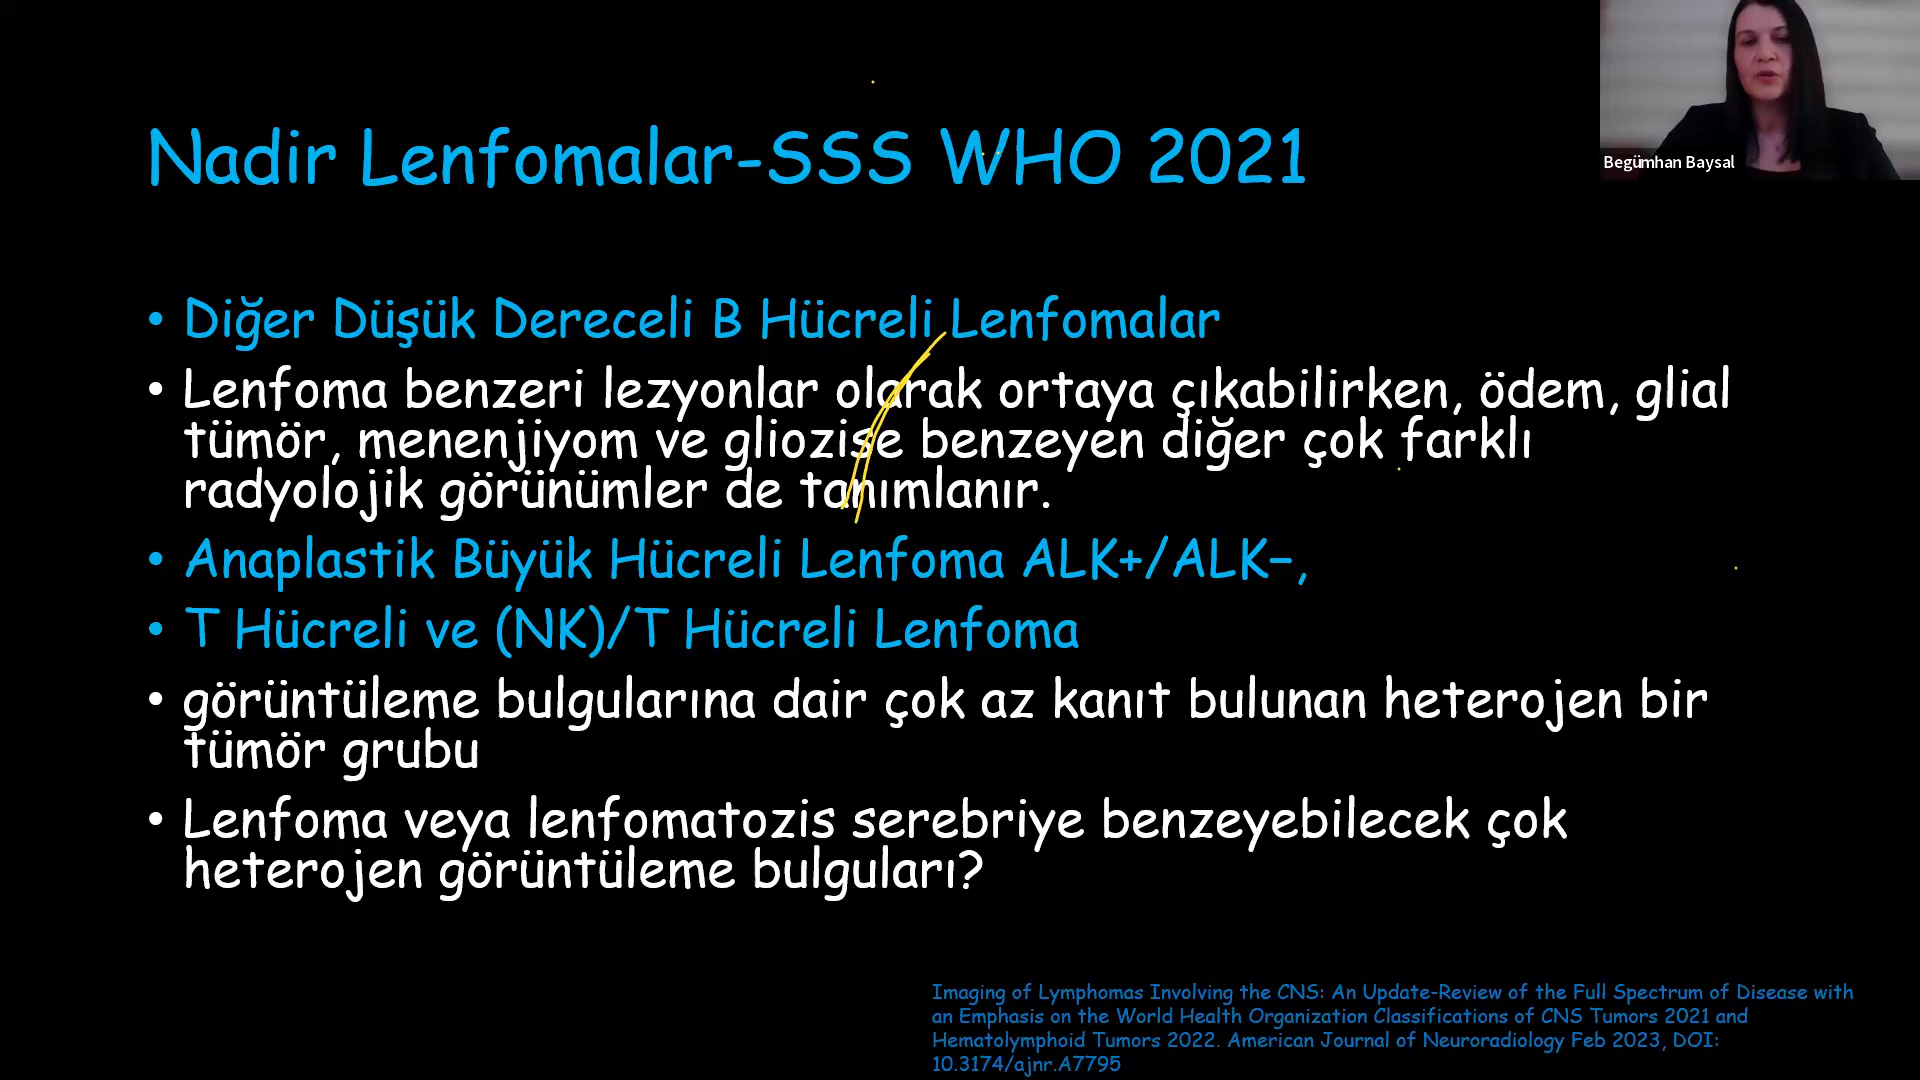 Begümhan Baysal
Nadir Lenfomalar-SSS WHO 2021
• Diğer Düşük Dereceli B Hücreli Lenfomalar
• Lenfoma benzeri lezyonlar olarak ortaya çıkabilirken, ödem, glial
tümör, menenjiyom ve gliozise benzeyen diğer çok farklı
radyolojik görünümler de tanımlanır.
• Anaplastik Büyük Hücreli Lenfoma ALK+/ALK−,
• T Hücreli ve (NK)/T Hücreli Lenfoma
• görüntüleme bulgularına dair çok az kanıt bulunan heterojen bir
tümör grubu
• Lenfoma veya lenfomatozis serebriye benzeyebilecek çok
heterojen görüntüleme bulguları?
Imaging of Lymphomas Involving the CNS: An Update-Review of the Full Spectrum of Disease with
an Emphasis on the World Health Organization Classifications of CNS Tumors 2021 and
Hematolymphoid Tumors 2022. American Journal of Neuroradiology Feb 2023, DOI:
10.3174/ajnr.A7795